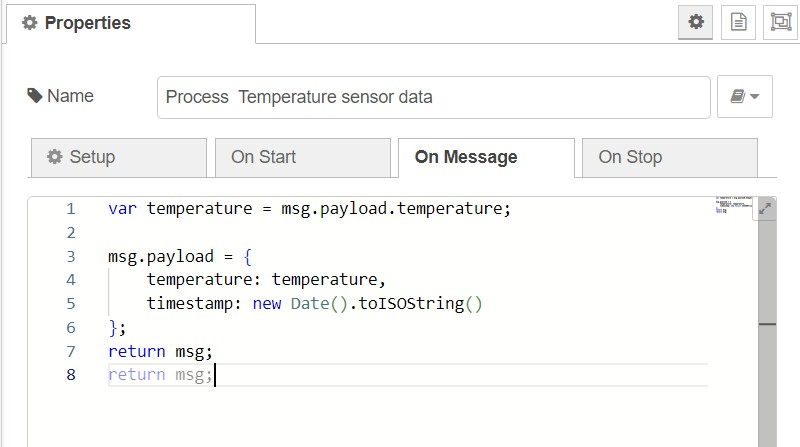 Properties
Name
Process  Temperature sensor data
Setup
On Start
On Message
On Stop
1 var temperature = msg.payload.temperature;
2
3 msg.payload = {
4     temperature: temperature,
5     timestamp: new Date().toISOString()
6 };
7 return msg;
8 return msg;